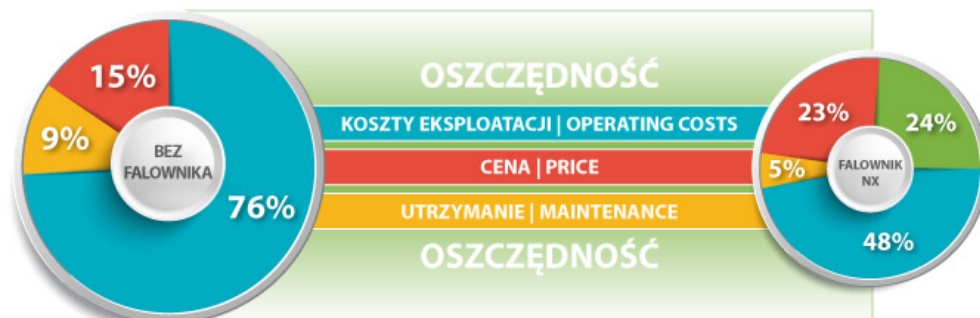 15%
9%
76%
BEZ
FALOWNIKA
OSZCZĘDNOŚĆ
KOSZTY EKSPLOATACJI | OPERATING COSTS
CENA | PRICE
UTRZYMANIE | MAINTENANCE
OSZCZĘDNOŚĆ
23%
24%
5%
48%
FALOWNIK
NX